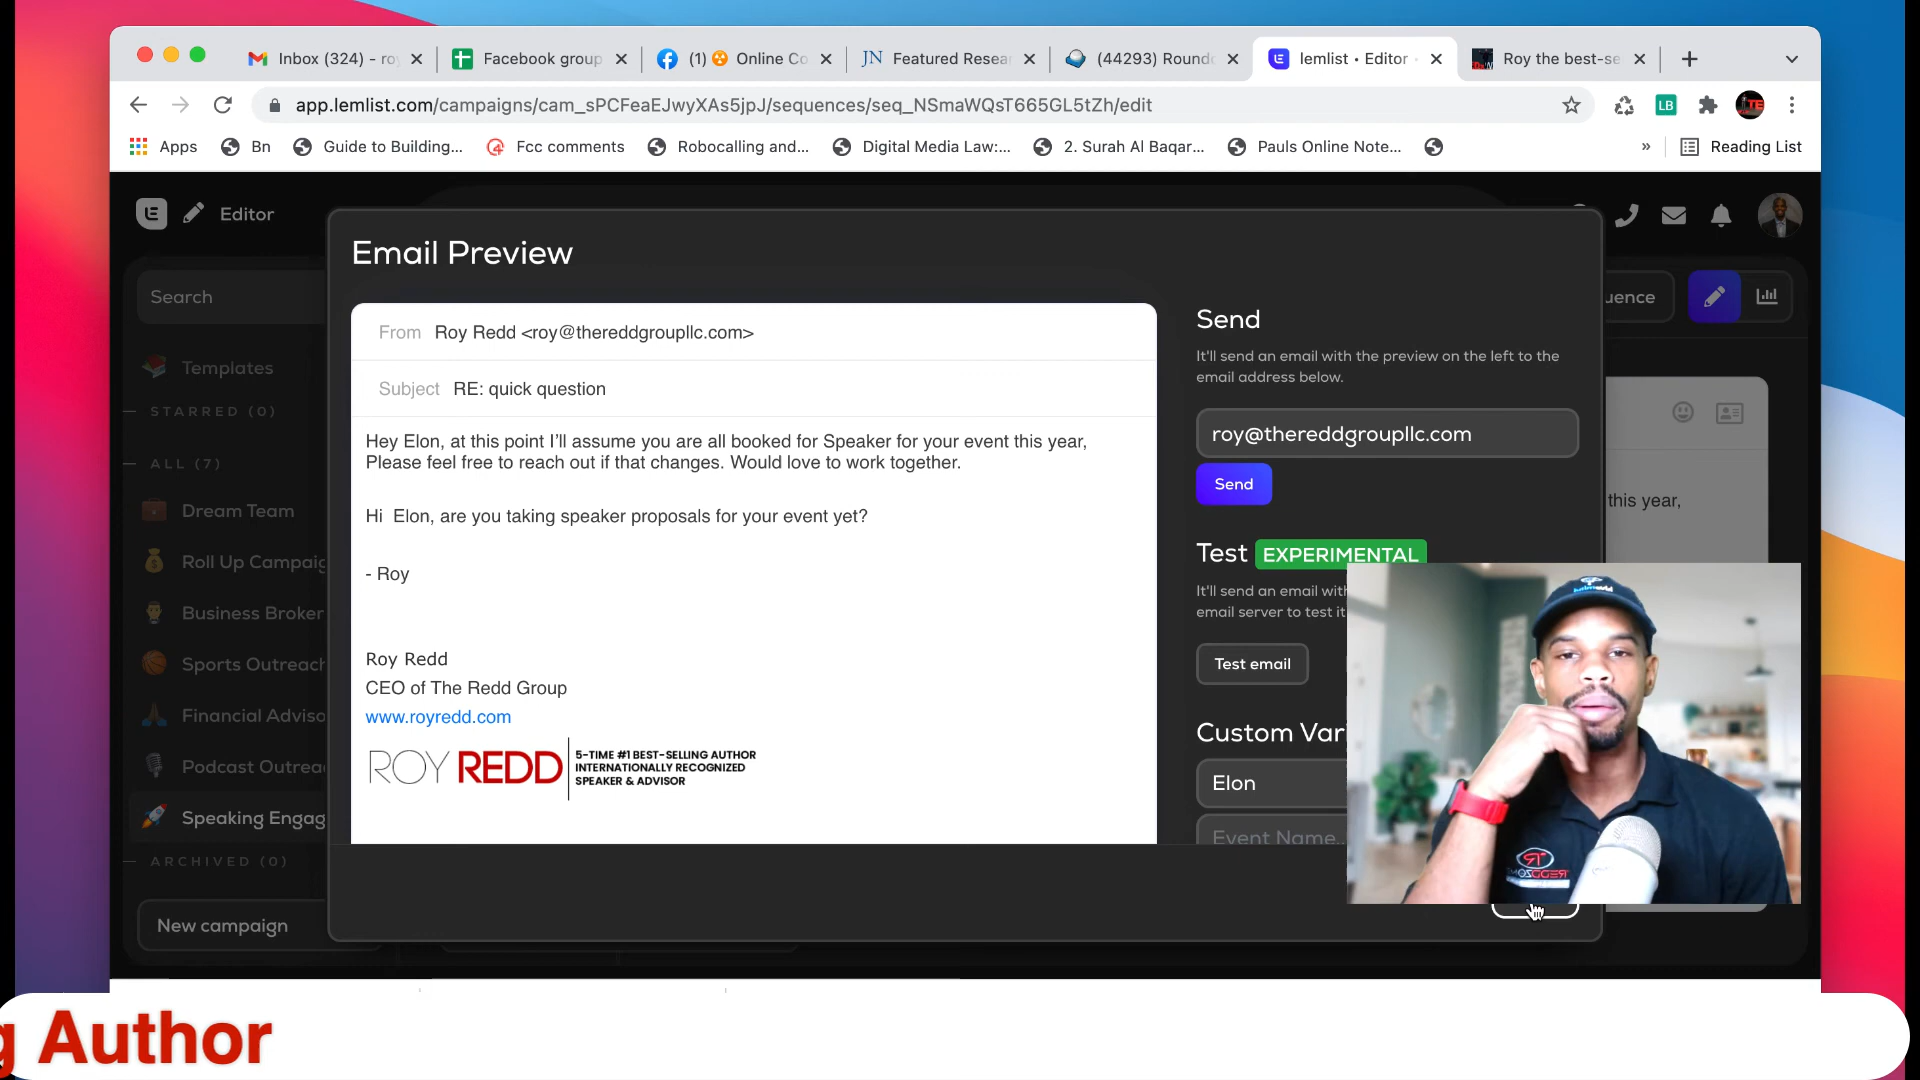 Inbox (324) - ro
Facebook group
(1) Online Co
JN Featured Resear
(44293) Roundc
lemlist • Editor
Roy the best-se
app.lemlist.com/campaigns/cam_sPCFeaEJwyXAs5jpJ/sequences/seq_NSmaWQsT665GL5tZh/edit
LB
Apps
Bn
Guide to Building...
Fcc comments
Robocalling and...
Digital Media Law:...
2. Surah Al Baqar...
Pauls Online Note...
»
Reading List
Editor
Search
Templates
STARRED (0)
ALL (7)
Dream Team
Roll Up Campaig
Business Broker
Sports Outreach
Financial Adviso
Podcast Outrea
Speaking Engag
ARCHIVED (0)
New campaign
uence
this year,
Email Preview
From Roy Redd <roy@thereddgroupllc.com>
Subject RE: quick question
Hey Elon, at this point I'll assume you are all booked for Speaker for your event this year,
Please feel free to reach out if that changes. Would love to work together.
Hi Elon, are you taking speaker proposals for your event yet?
- Roy
Roy Redd
CEO of The Redd Group
www.royredd.com
ROY REDD
5-TIME #1 BEST-SELLING AUTHOR
INTERNATIONALLY RECOGNIZED
SPEAKER & ADVISOR
Send
It'll send an email with the preview on the left to the
email address below.
roy@thereddgroupllc.com
Send
Test EXPERIMENTAL
It'll send an email with
email server to test it
Test email
Custom Vari
Elon
Event Name..
g Author